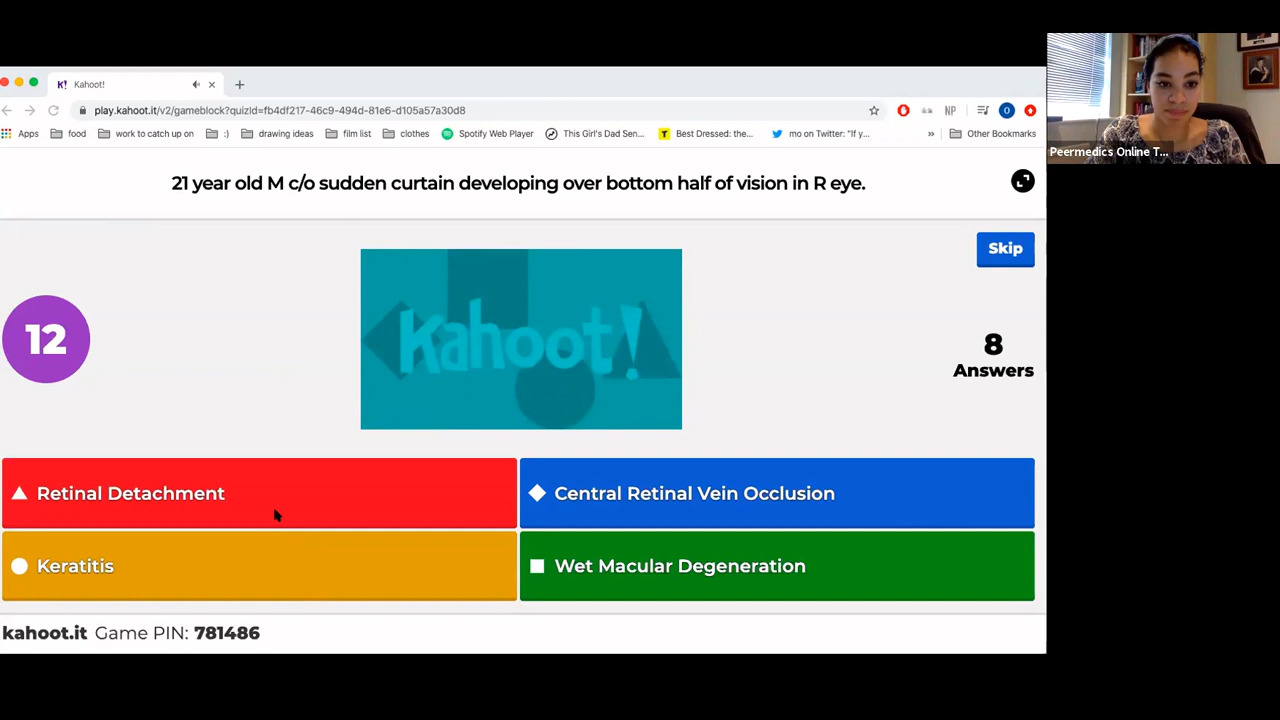 K! Kahoot!
play.kahoot.it/v2/gameblock?quizId=fb4df217-46c9-494d-81e6-d105a57a30d8
NP
O
Apps food work to catch up on :) drawing ideas film list clothes Spotify Web Player This Girl's Dad Sen... T Best Dressed: the... mo on Twitter: "If y... » Other Bookmarks
Peermedics Online T...
21 year old M c/o sudden curtain developing over bottom half of vision in R eye.
Skip
Kahoot!
12
8
Answers
Retinal Detachment
Central Retinal Vein Occlusion
Keratitis
Wet Macular Degeneration
kahoot.it Game PIN: 781486